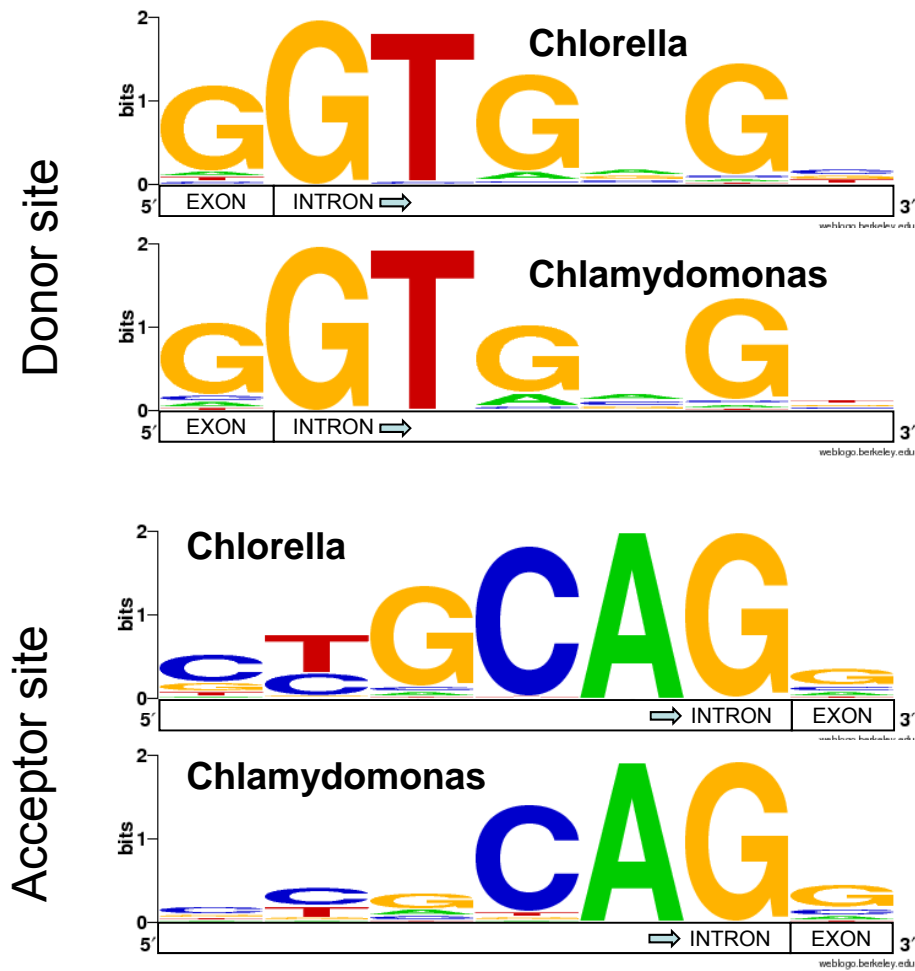 Donor site
2
Chlorella
bits
1
G G T G G
0
5′ EXON INTRON 3′
weblogo.berkeley.edu
2
Chlamydomonas
bits
1
G G T G A G
0
5′ EXON INTRON 3′
weblogo.berkeley.edu
Acceptor site
2
Chlorella
bits
1
C T G C A G G
G C
0
5′ INTRON EXON 3′
2
Chlamydomonas
bits
1
C C G C A G G
T
0
5′ INTRON EXON 3′
weblogo.berkeley.edu